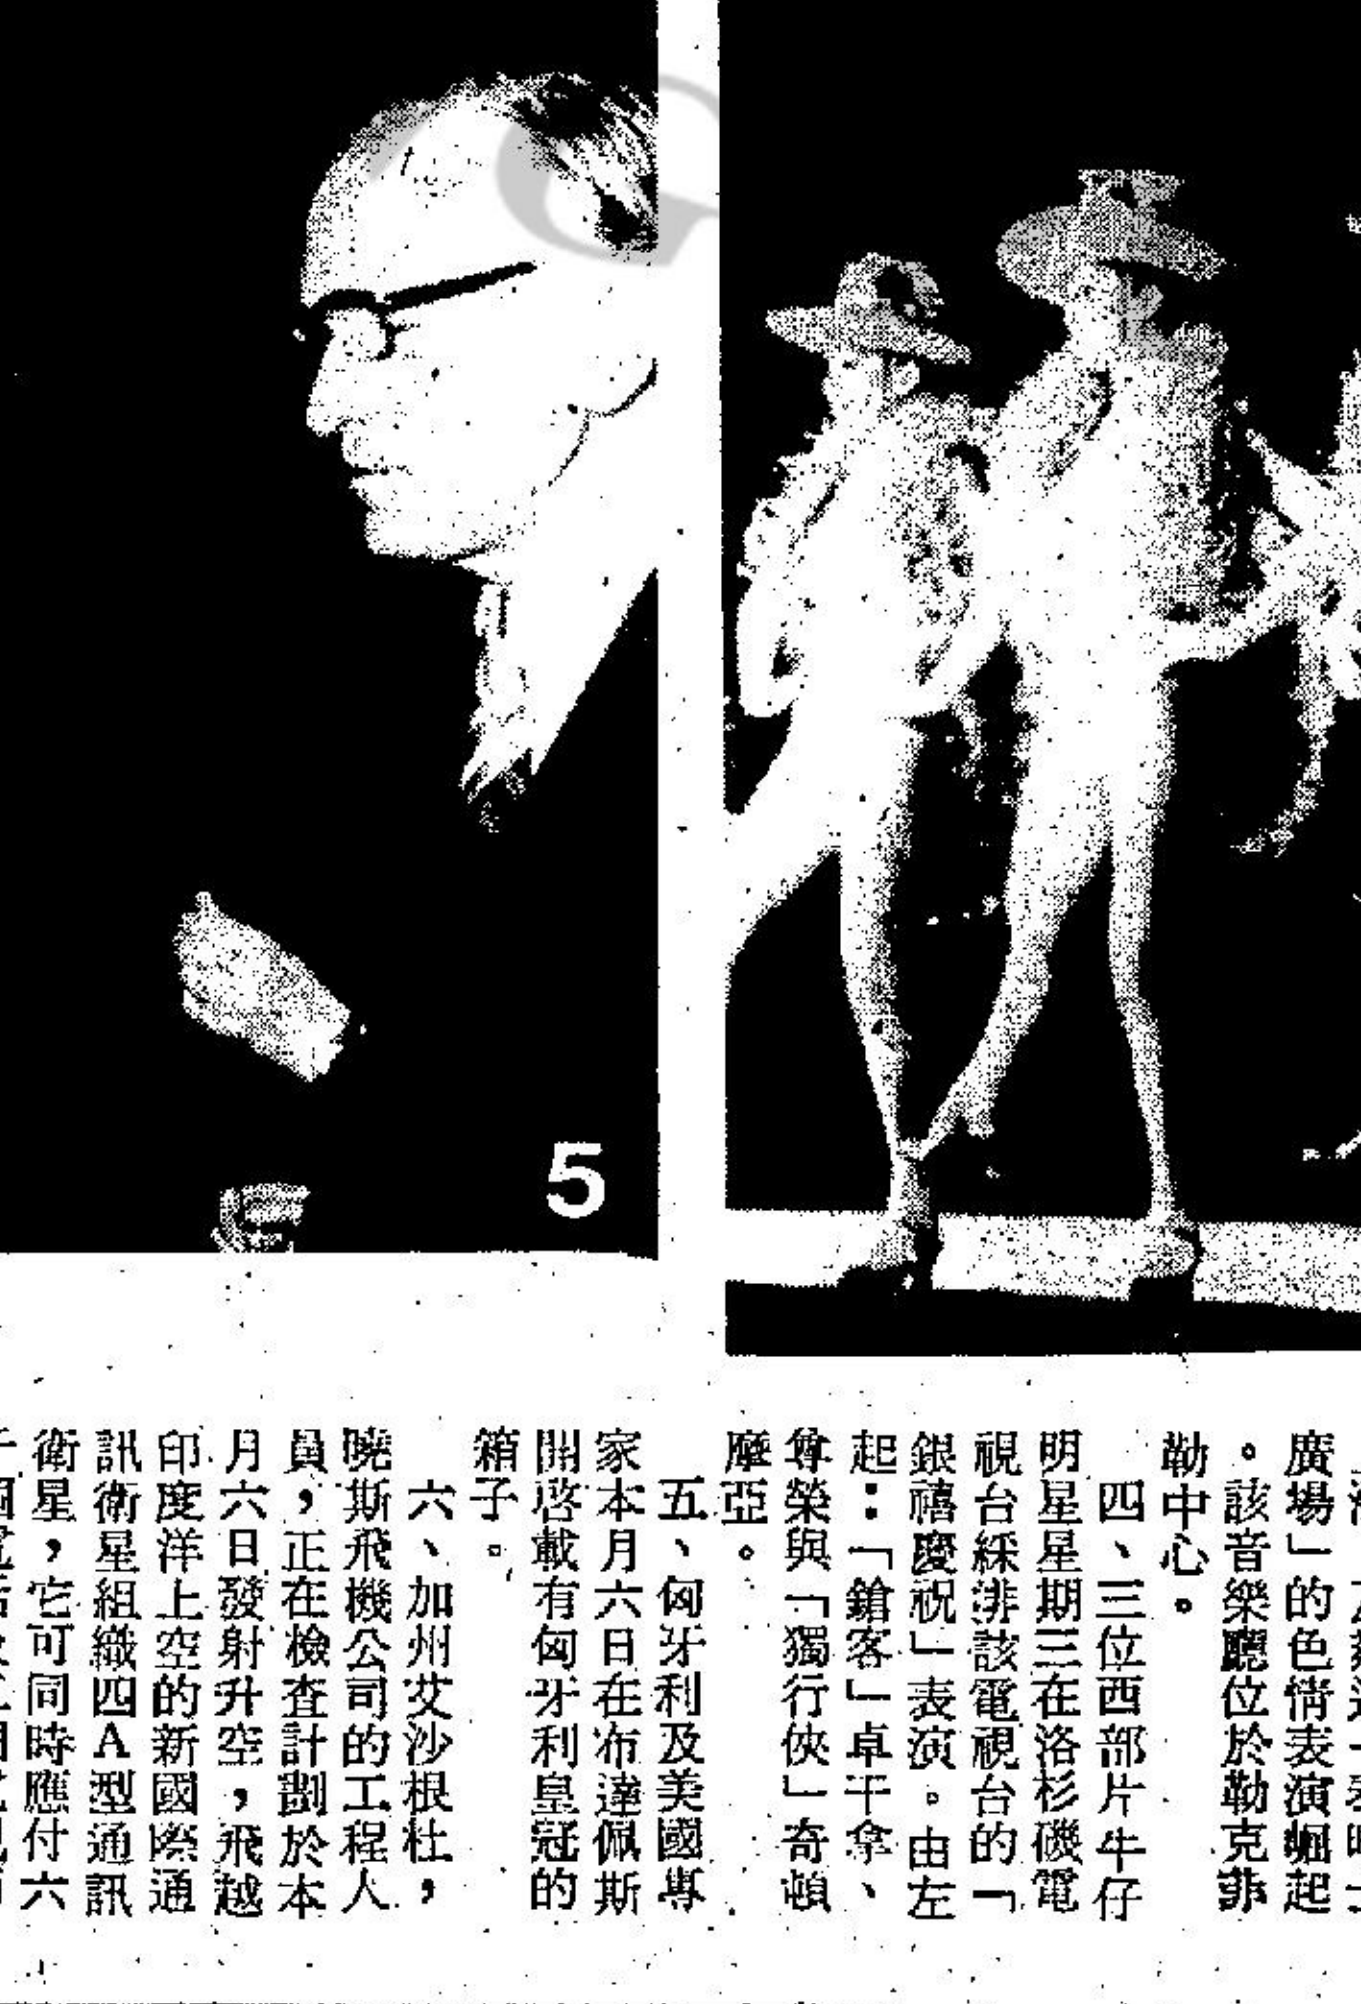 5
廣場」的色情表演崛起
。該音樂廳位於勒克菲
勒中心。
四、三位西部片牛仔
明星星期三在洛杉磯電
視台綵排該電視台的「
銀禧慶祝」表演。由左
起：「鎗客」卓干拿、
尊榮與「獨行俠」奇頓
摩亞。
五、匈牙利及美國專
家本月六日在布達佩斯
開啓載有匈牙利皇冠的
箱子。
六、加州艾沙根杜，
曉斯飛機公司的工程人
員，正在檢查計劃於本
月六日發射升空，飛越
印度洋上空的新國際通
訊衛星組織四A型通訊
衛星，它可同時應付六